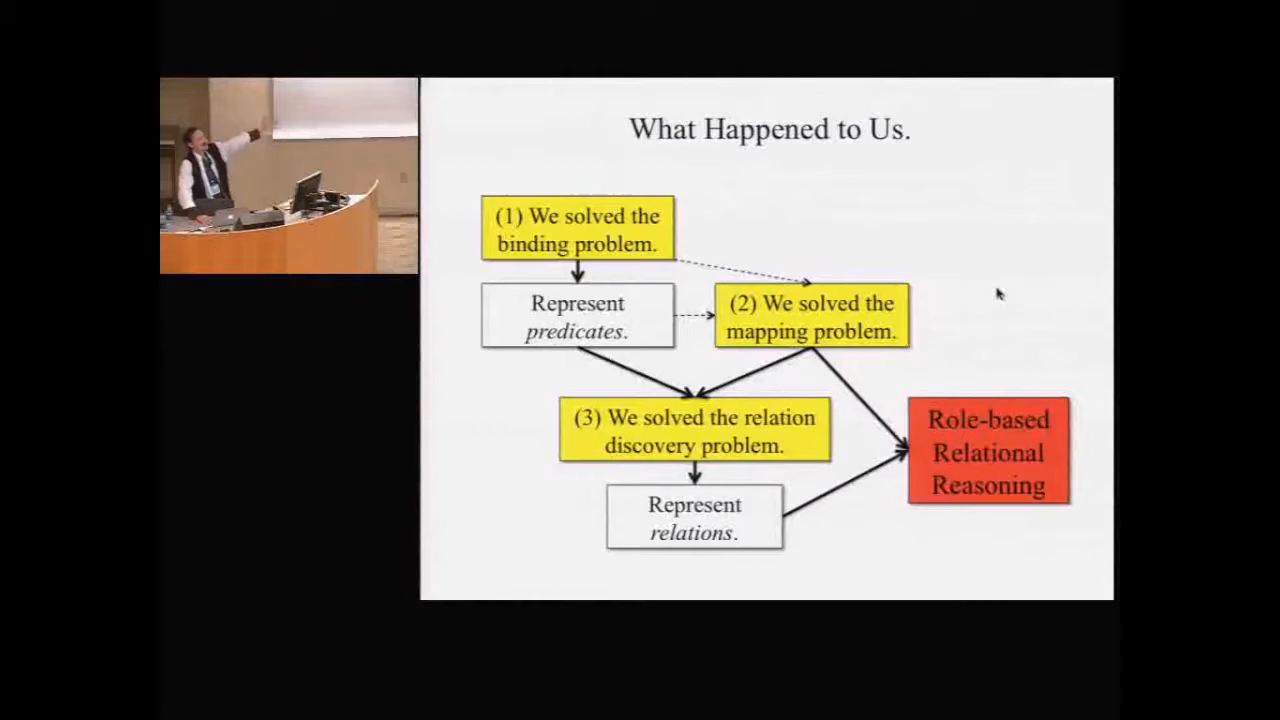 What Happened to Us.
(1) We solved the
binding problem.
Represent
predicates.
(2) We solved the
mapping problem.
(3) We solved the relation
discovery problem.
Represent
relations.
Role-based
Relational
Reasoning